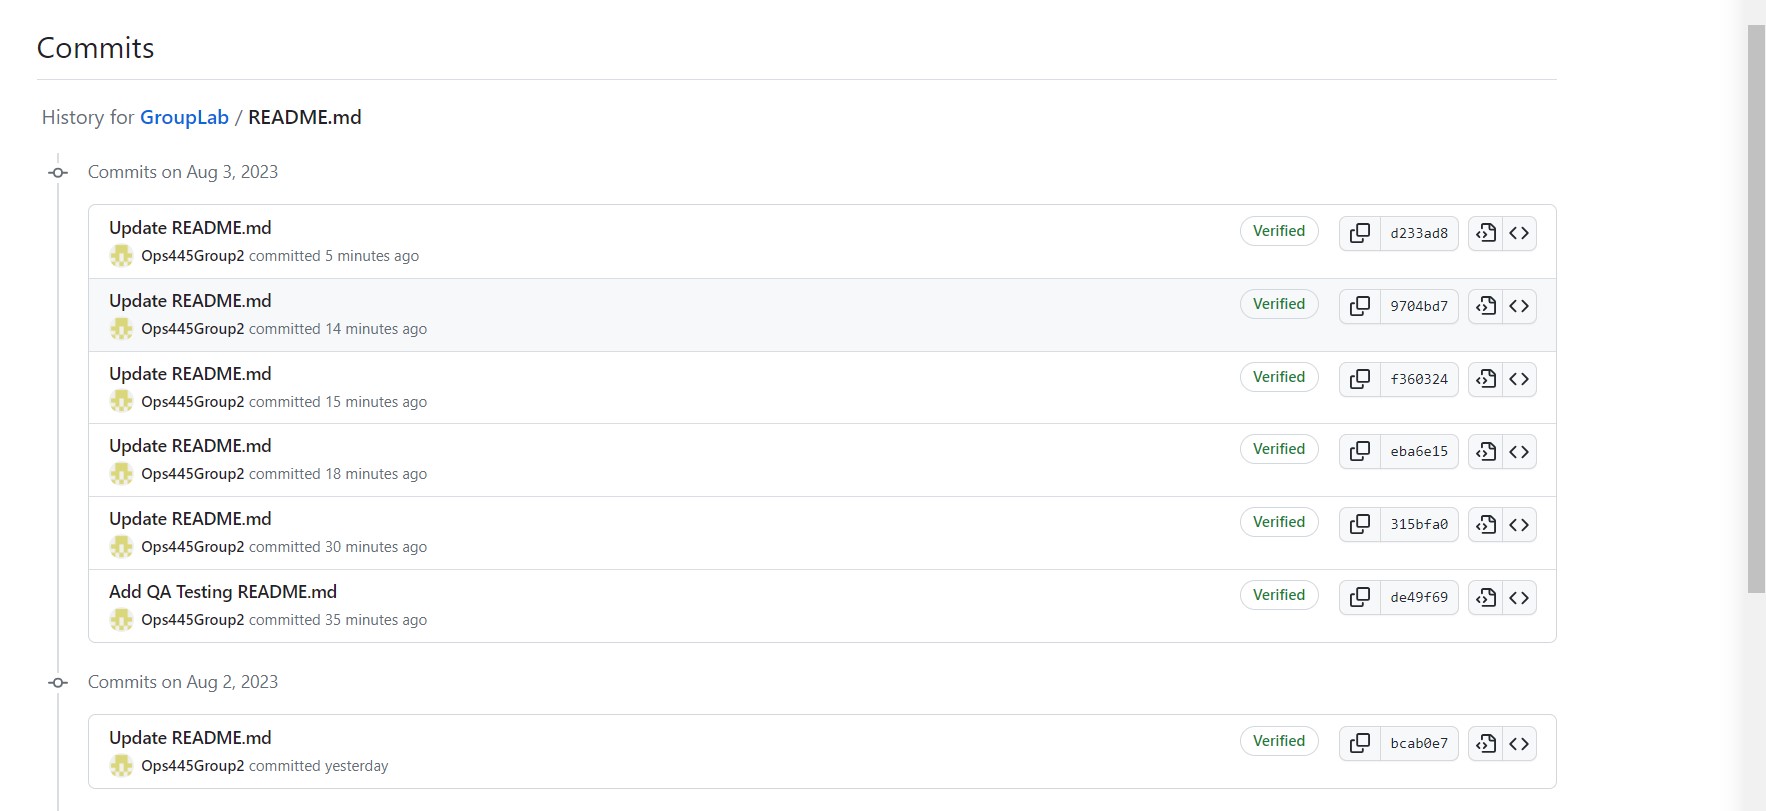 Commits
History for GroupLab / README.md
Commits on Aug 3, 2023
Update README.md
Verified
d233ad8
Ops445Group2 committed 5 minutes ago
Update README.md
Verified
9704bd7
Ops445Group2 committed 14 minutes ago
Update README.md
Verified
f360324
Ops445Group2 committed 15 minutes ago
Update README.md
Verified
eba6e15
Ops445Group2 committed 18 minutes ago
Update README.md
Verified
315bfa0
Ops445Group2 committed 30 minutes ago
Add QA Testing README.md
Verified
de49f69
Ops445Group2 committed 35 minutes ago
Commits on Aug 2, 2023
Update README.md
Verified
bcab0e7
Ops445Group2 committed yesterday